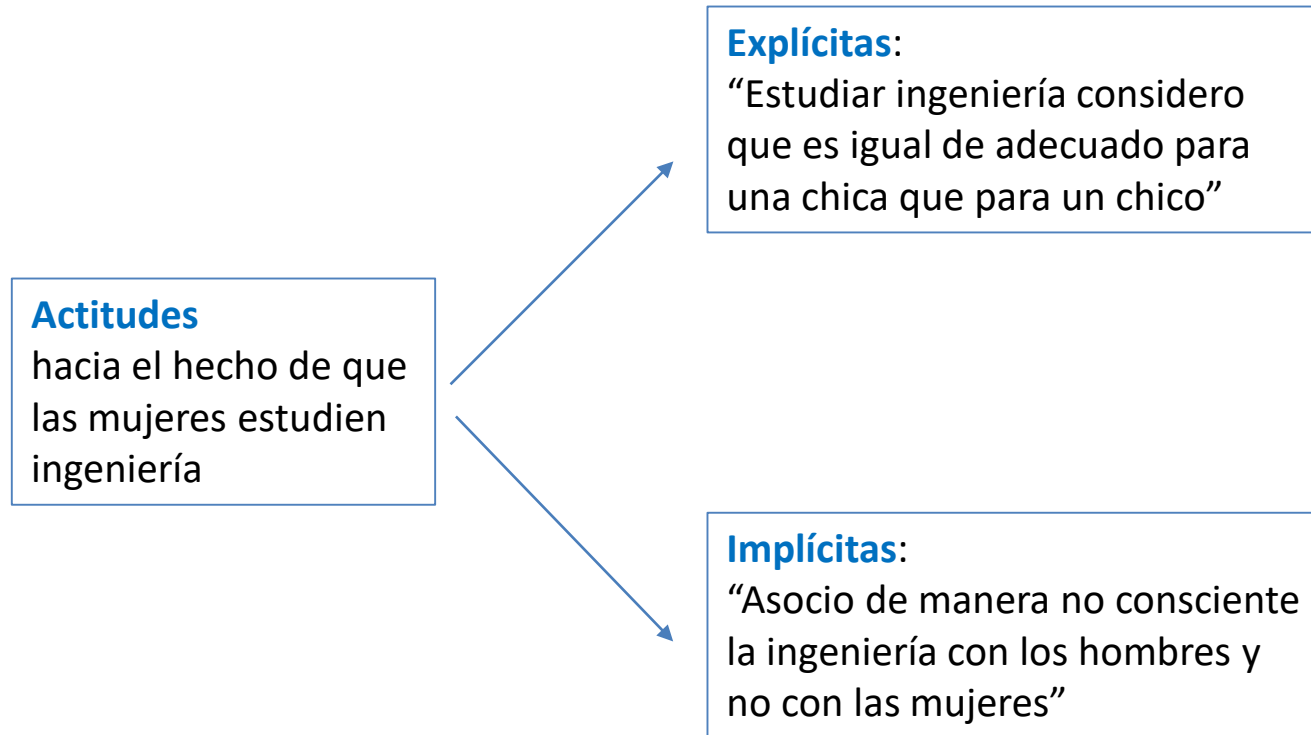 Explícitas:
“Estudiar ingeniería considero
que es igual de adecuado para
una chica que para un chico”
Actitudes
hacia el hecho de que
las mujeres estudien
ingeniería
Implícitas:
“Asocio de manera no consciente
la ingeniería con los hombres y
no con las mujeres”